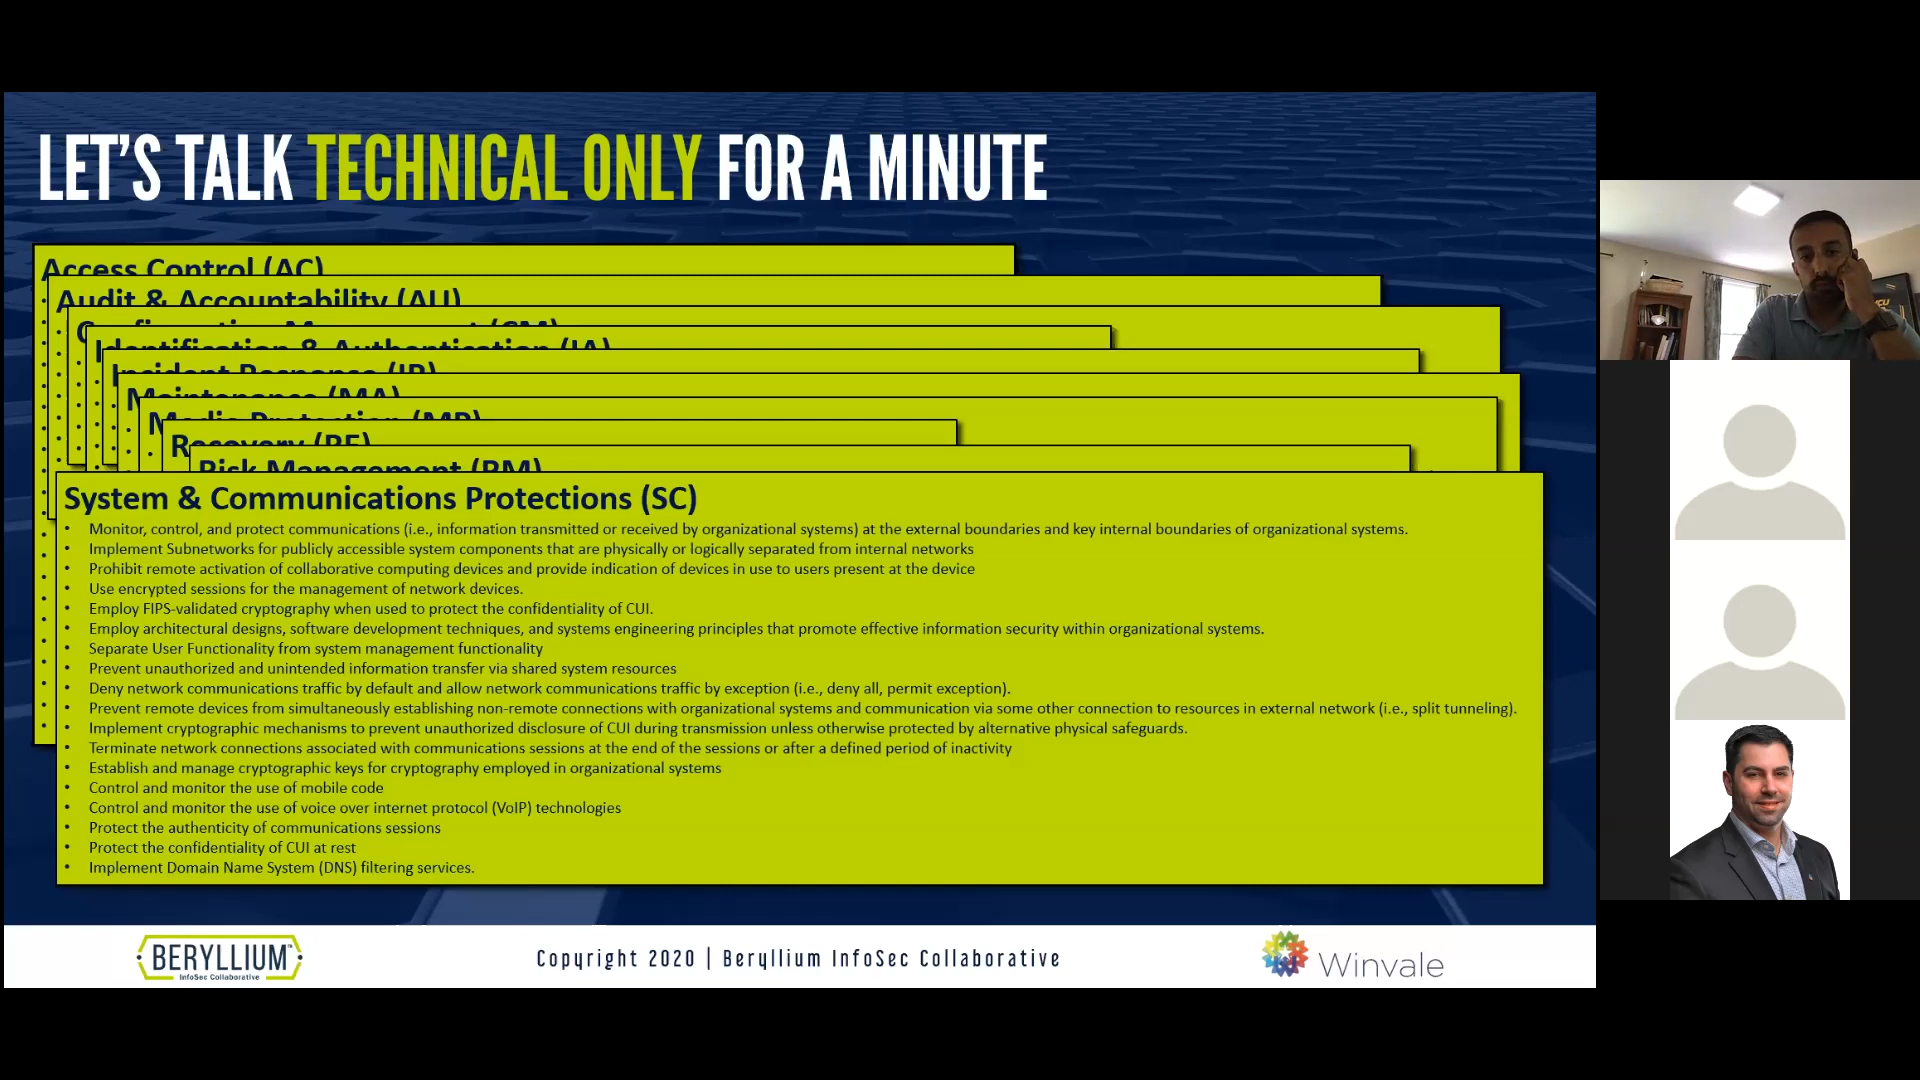 LET'S TALK TECHNICAL ONLY FOR A MINUTE
Access Control (AC)
Audit & Accountability (AU)
Configuration Management (CM)
Identification & Authentication (IA)
Incident Response (IR)
Maintenance (MA)
Media Protection (MP)
Recovery (RE)
Risk Management (RM)
System & Communications Protections (SC)
• Monitor, control, and protect communications (i.e., information transmitted or received by organizational systems) at the external boundaries and key internal boundaries of organizational systems.
• Implement Subnetworks for publicly accessible system components that are physically or logically separated from internal networks
• Prohibit remote activation of collaborative computing devices and provide indication of devices in use to users present at the device
• Use encrypted sessions for the management of network devices.
• Employ FIPS-validated cryptography when used to protect the confidentiality of CUI.
• Employ architectural designs, software development techniques, and systems engineering principles that promote effective information security within organizational systems.
• Separate User Functionality from system management functionality
• Prevent unauthorized and unintended information transfer via shared system resources
• Deny network communications traffic by default and allow network communications traffic by exception (i.e., deny all, permit exception).
• Prevent remote devices from simultaneously establishing non-remote connections with organizational systems and communication via some other connection to resources in external network (i.e., split tunneling).
• Implement cryptographic mechanisms to prevent unauthorized disclosure of CUI during transmission unless otherwise protected by alternative physical safeguards.
• Terminate network connections associated with communications sessions at the end of the sessions or after a defined period of inactivity
• Establish and manage cryptographic keys for cryptography employed in organizational systems
• Control and monitor the use of mobile code
• Control and monitor the use of voice over internet protocol (VoIP) technologies
• Protect the authenticity of communications sessions
• Protect the confidentiality of CUI at rest
• Implement Domain Name System (DNS) filtering services.
BERYLLIUM™
InfoSec Collaborative
Copyright 2020 | Beryllium InfoSec Collaborative
Winvale